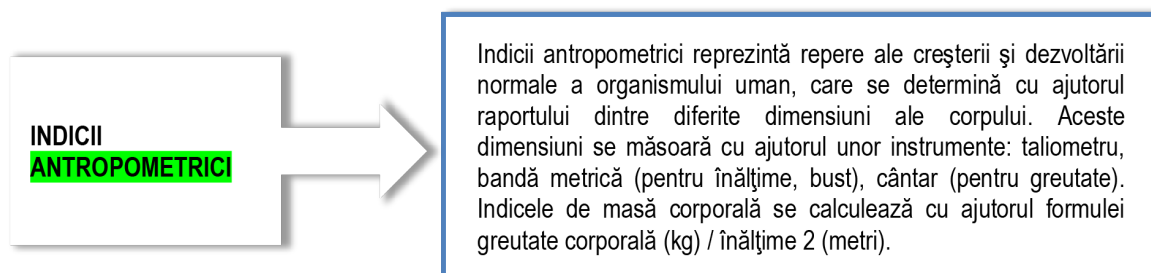 INDICII
ANTROPOMETRICI
Indicii antropometrici reprezintă repere ale creşterii şi dezvoltării
normale a organismului uman, care se determină cu ajutorul
raportului dintre diferite dimensiuni ale corpului. Aceste
dimensiuni se măsoară cu ajutorul unor instrumente: taliometru,
bandă metrică (pentru înălţime, bust), cântar (pentru greutate).
Indicele de masă corporală se calculează cu ajutorul formulei
greutate corporală (kg) / înălţime 2 (metri).